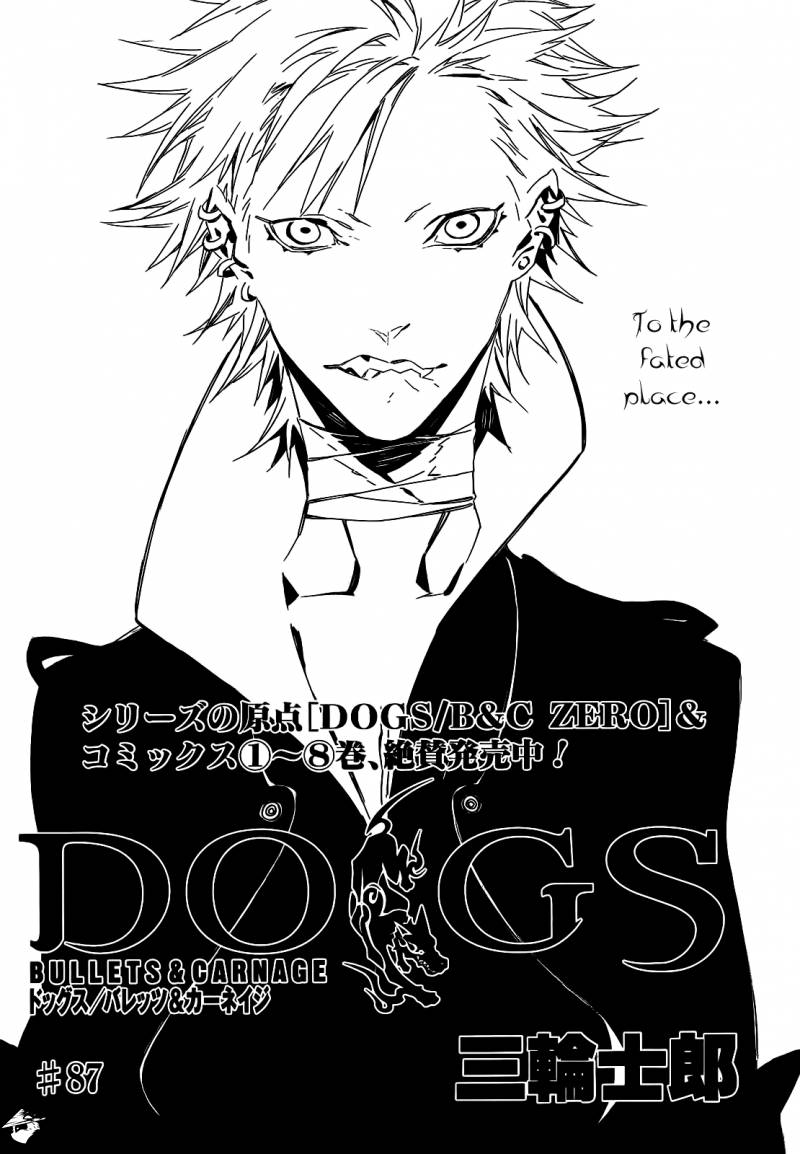 To the
fated
place...
シリーズの原点[DOGS/B&C ZERO]&
コミックス①～⑧巻、絶賛発売中!
DOGS
BULLETS & CARNAGE
ドッグス/バレッツ&カーネイジ
#87
三輪士郎